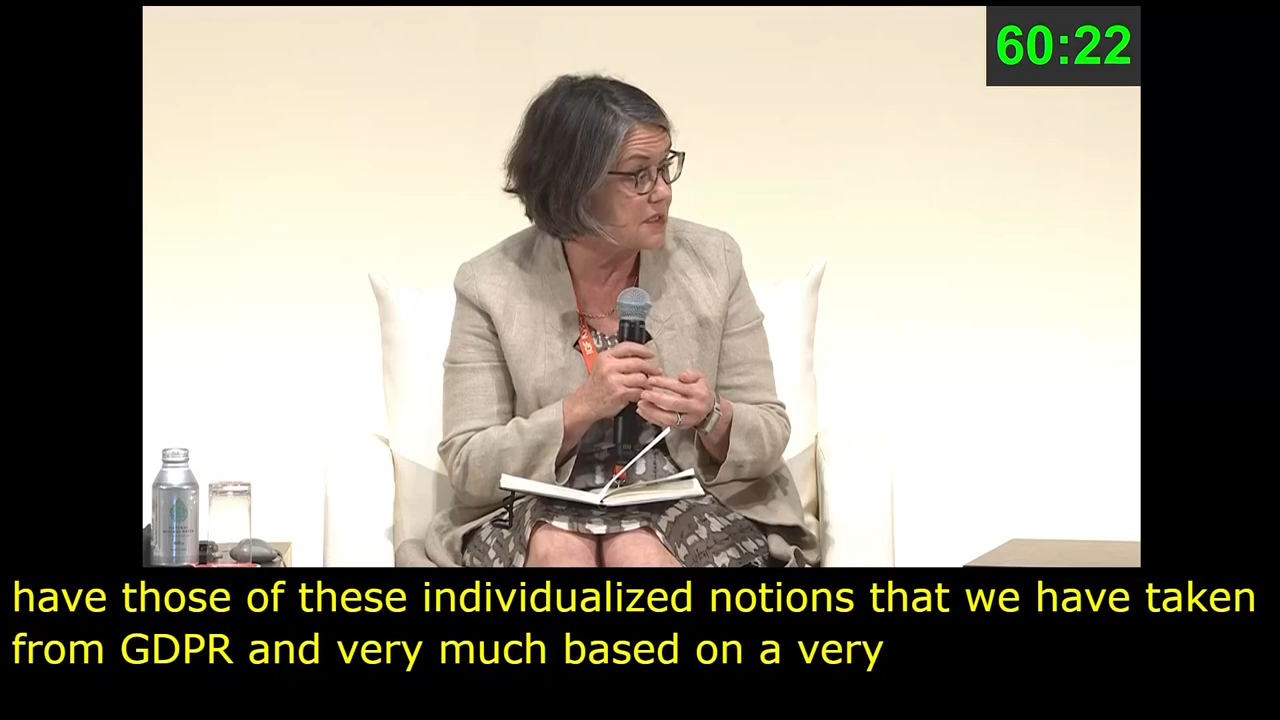 60:22
have those of these individualized notions that we have taken
from GDPR and very much based on a very